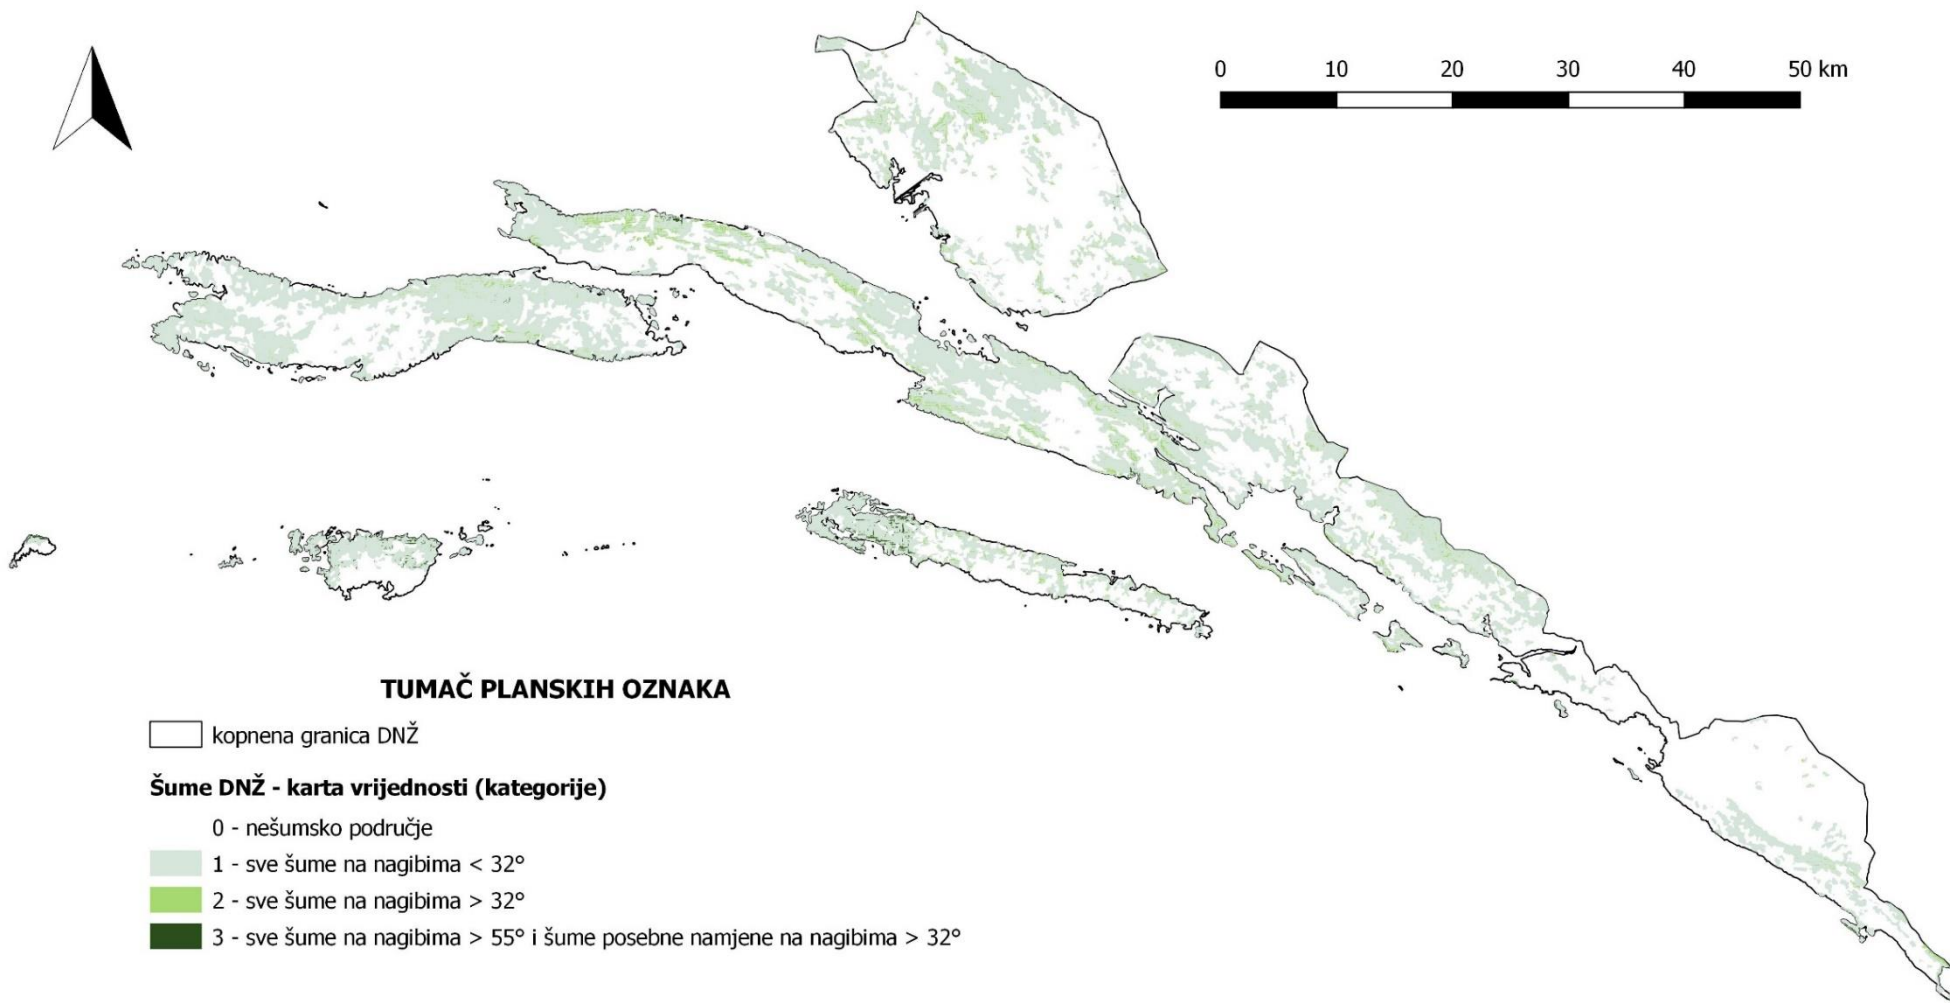 0 10 20 30 40 50 km
TUMAČ PLANSKIH OZNAKA
kopnena granica DNŽ
Šume DNŽ - karta vrijednosti (kategorije)
0 - nešumsko područje
1 - sve šume na nagibima < 32°
2 - sve šume na nagibima > 32°
3 - sve šume na nagibima > 55° i šume posebne namjene na nagibima > 32°